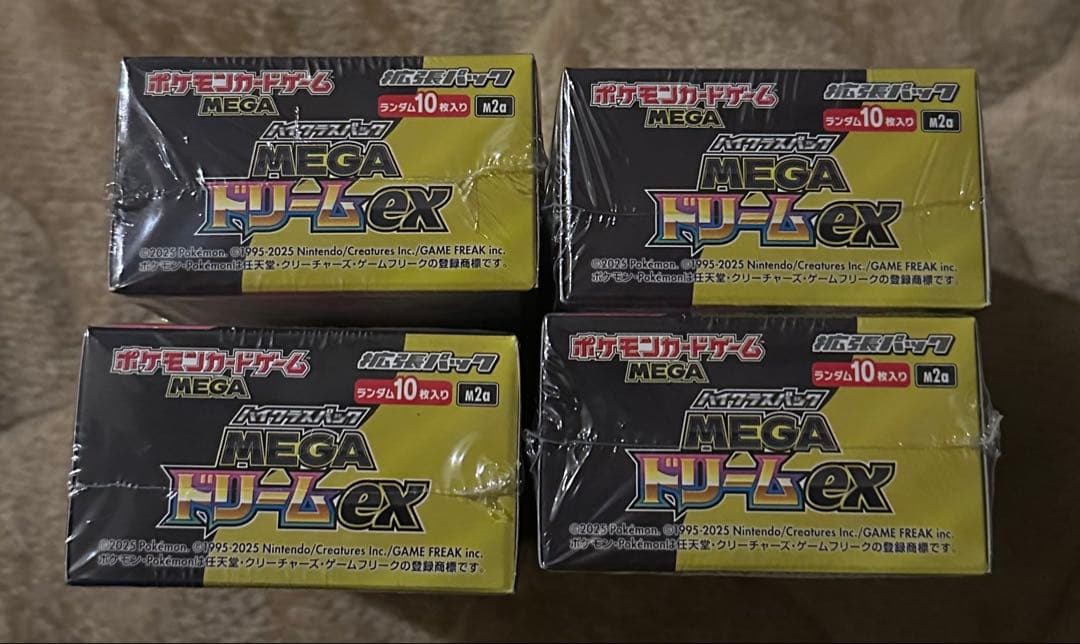 ポケモンカードゲーム
MEGA
拡張パック
ランダム10枚入り M2a
ハイクラスパック
MEGA
ドリームex
©2025 Pokémon. ©1995-2025 Nintendo/Creatures Inc./GAME FREAK inc.
ポケモン・Pokémonは任天堂・クリーチャーズ・ゲームフリークの登録商標です。
ポケモンカードゲーム
MEGA
拡張パック
ランダム10枚入り M2a
ハイクラスパック
MEGA
ドリームex
©2025 Pokémon. ©1995-2025 Nintendo/Creatures Inc./GAME FREAK inc.
ポケモン・Pokémonは任天堂・クリーチャーズ・ゲームフリークの登録商標です。
ポケモンカードゲーム
MEGA
拡張パック
ランダム10枚入り M2a
ハイクラスパック
MEGA
ドリームex
©2025 Pokémon. ©1995-2025 Nintendo/Creatures Inc./GAME FREAK inc.
ポケモン・Pokémonは任天堂・クリーチャーズ・ゲームフリークの登録商標です。
ポケモンカードゲーム
MEGA
拡張パック
ランダム10枚入り M2a
ハイクラスパック
MEGA
ドリームex
©2025 Pokémon. ©1995-2025 Nintendo/Creatures Inc./GAME FREAK inc.
ポケモン・Pokémonは任天堂・クリーチャーズ・ゲームフリークの登録商標です。